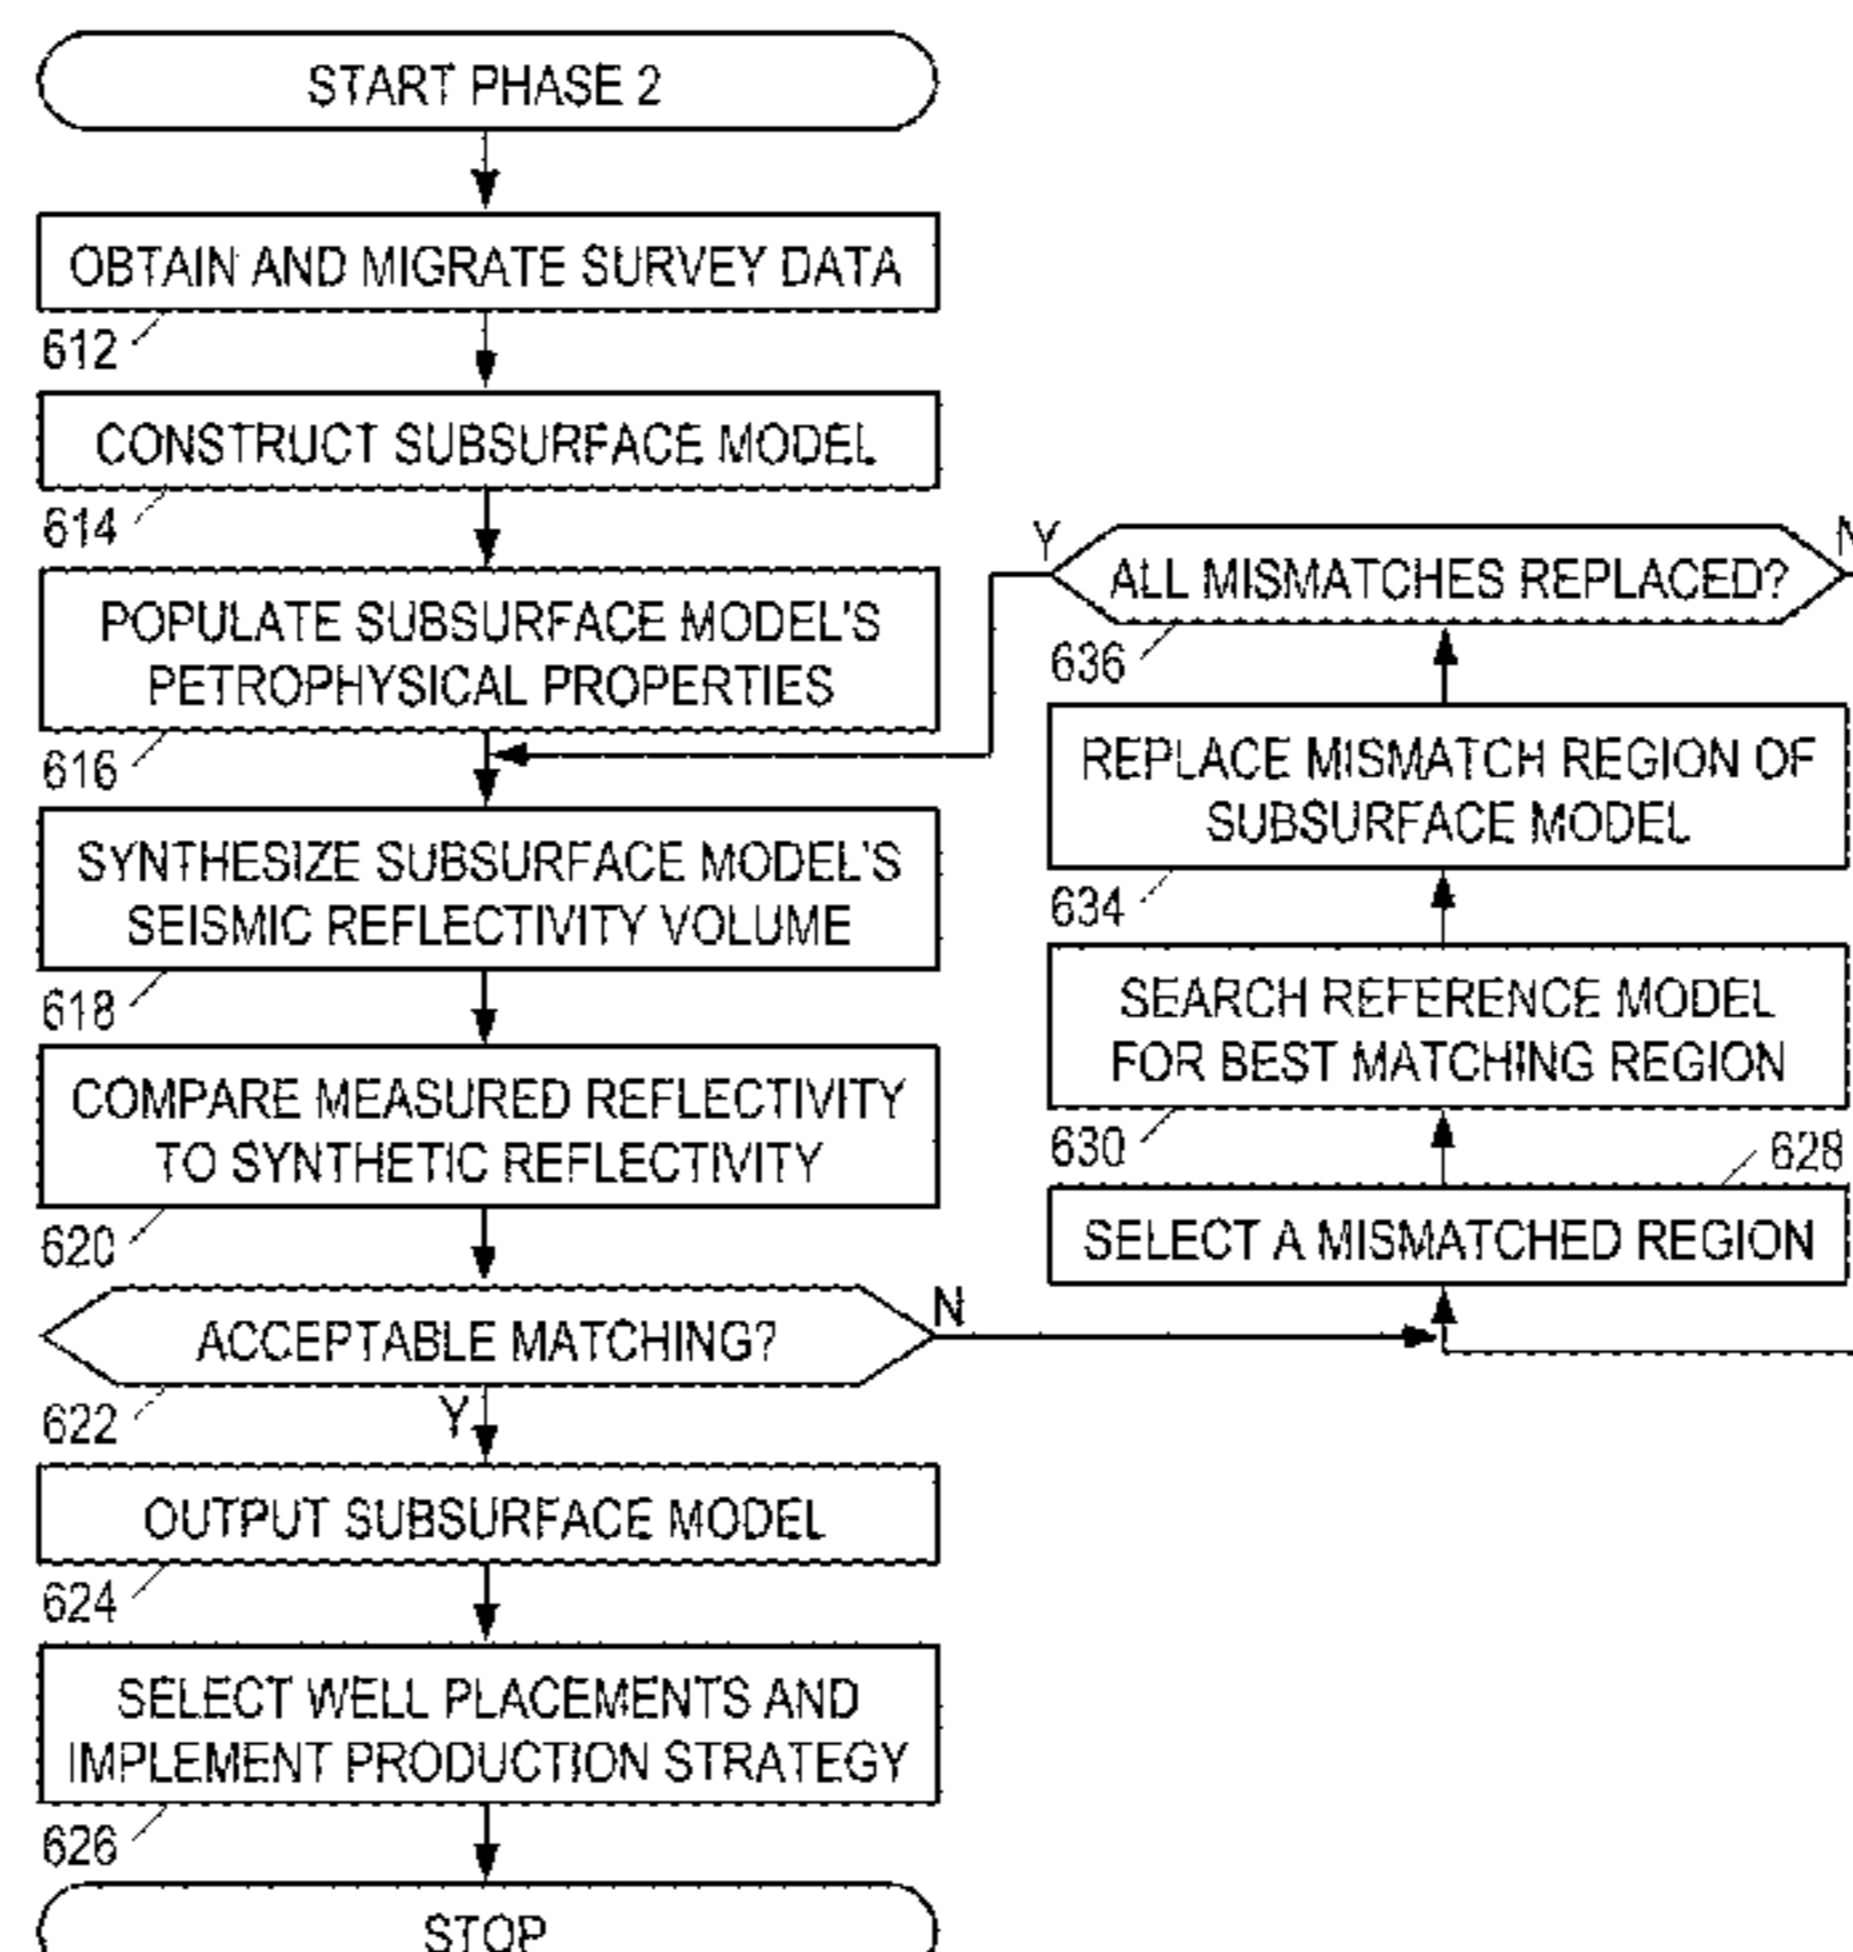 START PHASE 2
OBTAIN AND MIGRATE SURVEY DATA
612
CONSTRUCT SUBSURFACE MODEL
614
POPULATE SUBSURFACE MODEL'S
PETROPHYSICAL PROPERTIES
616
SYNTHESIZE SUBSURFACE MODEL'S
SEISMIC REFLECTIVITY VOLUME
618
COMPARE MEASURED REFLECTIVITY
TO SYNTHETIC REFLECTIVITY
620
ACCEPTABLE MATCHING?
N
622
Y
OUTPUT SUBSURFACE MODEL
624
SELECT WELL PLACEMENTS AND
IMPLEMENT PRODUCTION STRATEGY
626
STOP
Y
N
ALL MISMATCHES REPLACED?
636
REPLACE MISMATCH REGION OF
SUBSURFACE MODEL
634
SEARCH REFERENCE MODEL
FOR BEST MATCHING REGION
630
628
SELECT A MISMATCHED REGION